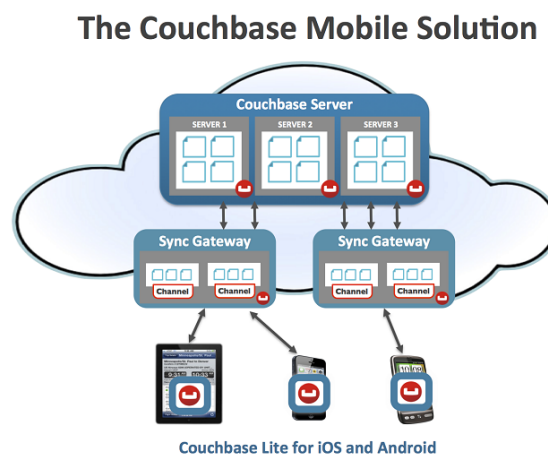 The Couchbase Mobile Solution
Couchbase Server
SERVER 1
SERVER 2
SERVER 3
Sync Gateway
Sync Gateway
Channel
Channel
Channel
Channel
Couchbase Lite for iOS and Android